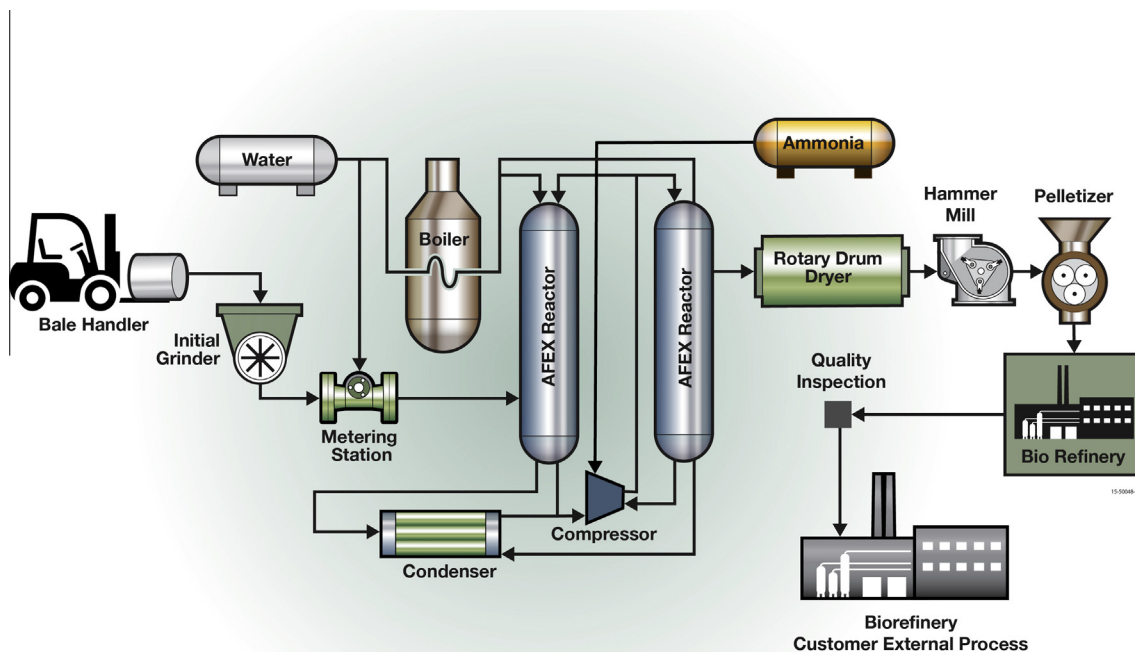 Water
Ammonia
Bale Handler
Initial
Grinder
Boiler
Metering
Station
AFEX Reactor
AFEX Reactor
Condenser
Compressor
Rotary Drum
Dryer
Hammer
Mill
Pelletizer
Bio Refinery
Quality
Inspection
Biorefinery
Customer External Process